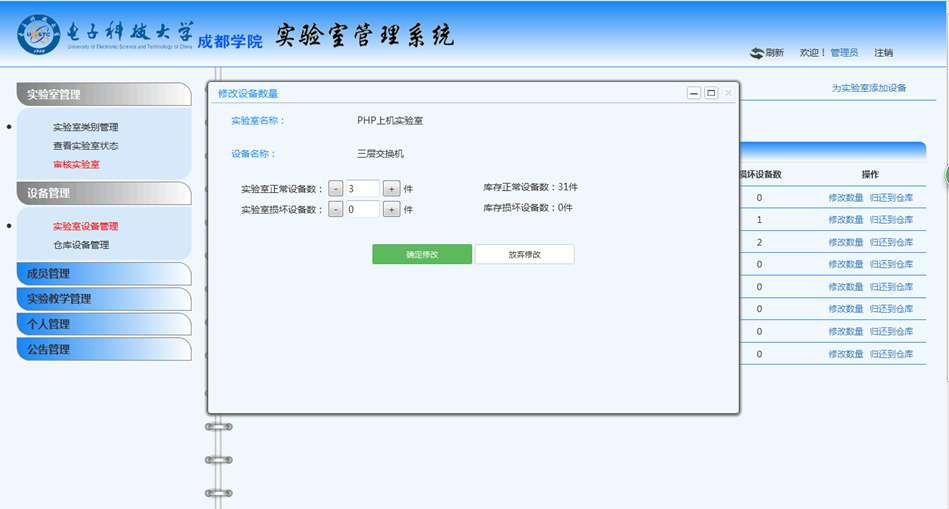 电子科技大学 成都学院 实验室管理系统
University of Electronic Science and Technology of China
刷新 欢迎！ 管理员 注销
实验室管理
实验室类别管理
查看实验室状态
审核实验室
设备管理
实验室设备管理
仓库设备管理
成员管理
实验教学管理
个人管理
公告管理
为实验室添加设备
修改设备数量
实验室名称： PHP上机实验室
设备名称： 三层交换机
实验室正常设备数： - 3 + 件 库存正常设备数：31件
实验室损坏设备数： - 0 + 件 库存损坏设备数：0件
确定修改 放弃修改
损坏设备数 操作
0 修改数量 归还到仓库
1 修改数量 归还到仓库
2 修改数量 归还到仓库
0 修改数量 归还到仓库
0 修改数量 归还到仓库
0 修改数量 归还到仓库
0 修改数量 归还到仓库
0 修改数量 归还到仓库